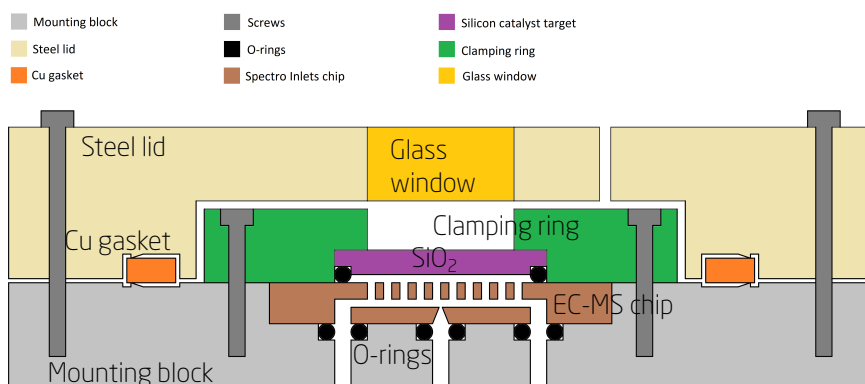 Mounting block
Screws
Silicon catalyst target
Steel lid
O-rings
Clamping ring
Cu gasket
Spectro Inlets chip
Glass window
Steel lid
Glass
window
Clamping ring
Cu gasket
SiO₂
EC-MS chip
O-rings
Mounting block